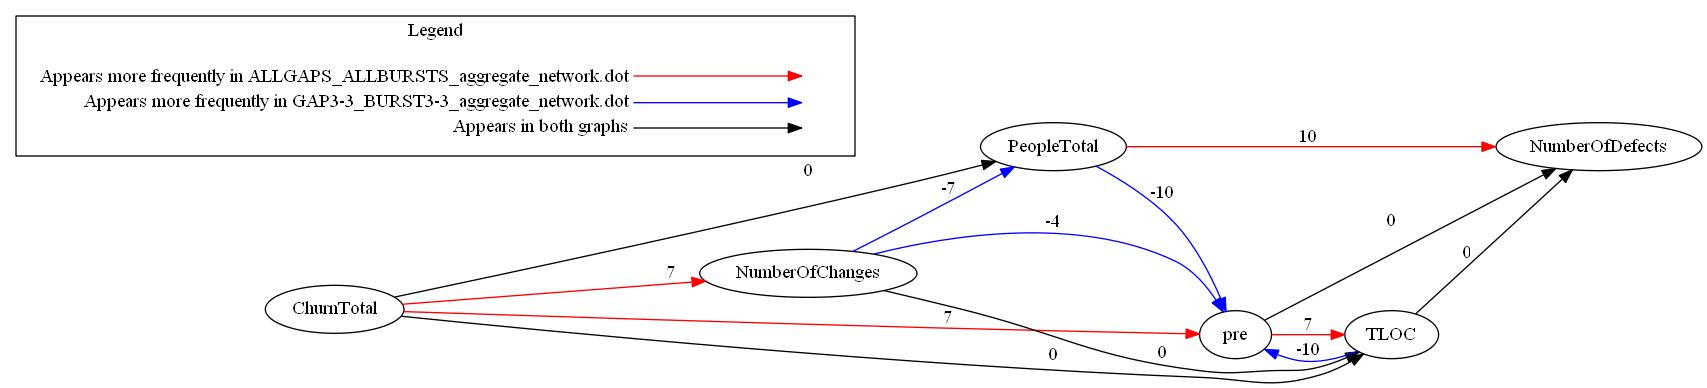 Legend
Appears more frequently in ALLGAPS_ALLBURSTS_aggregate_network.dot
Appears more frequently in GAP3-3_BURST3-3_aggregate_network.dot
Appears in both graphs
0
PeopleTotal
10
NumberOfDefects
-7
-10
-4
0
NumberOfChanges
7
0
ChurnTotal
7
7
pre
TLOC
-10
0
0